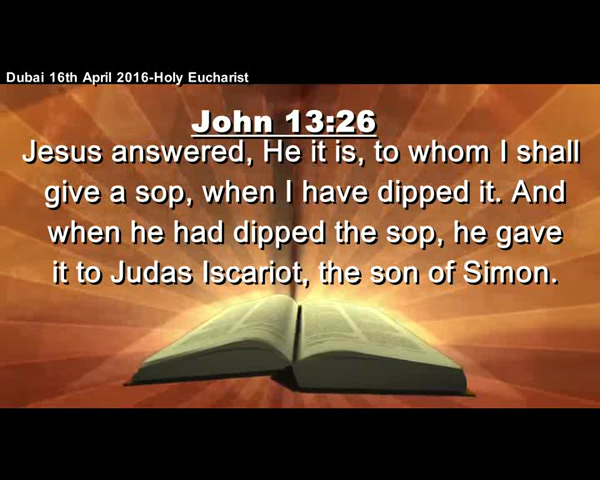 Dubai 16th April 2016-Holy Eucharist
John 13:26
Jesus answered, He it is, to whom I shall
give a sop, when I have dipped it. And
when he had dipped the sop, he gave
it to Judas Iscariot, the son of Simon.